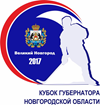 Великий Новгород
2017
КУБОК ГУБЕРНАТОРА
НОВГОРОДСКОЙ ОБЛАСТИ